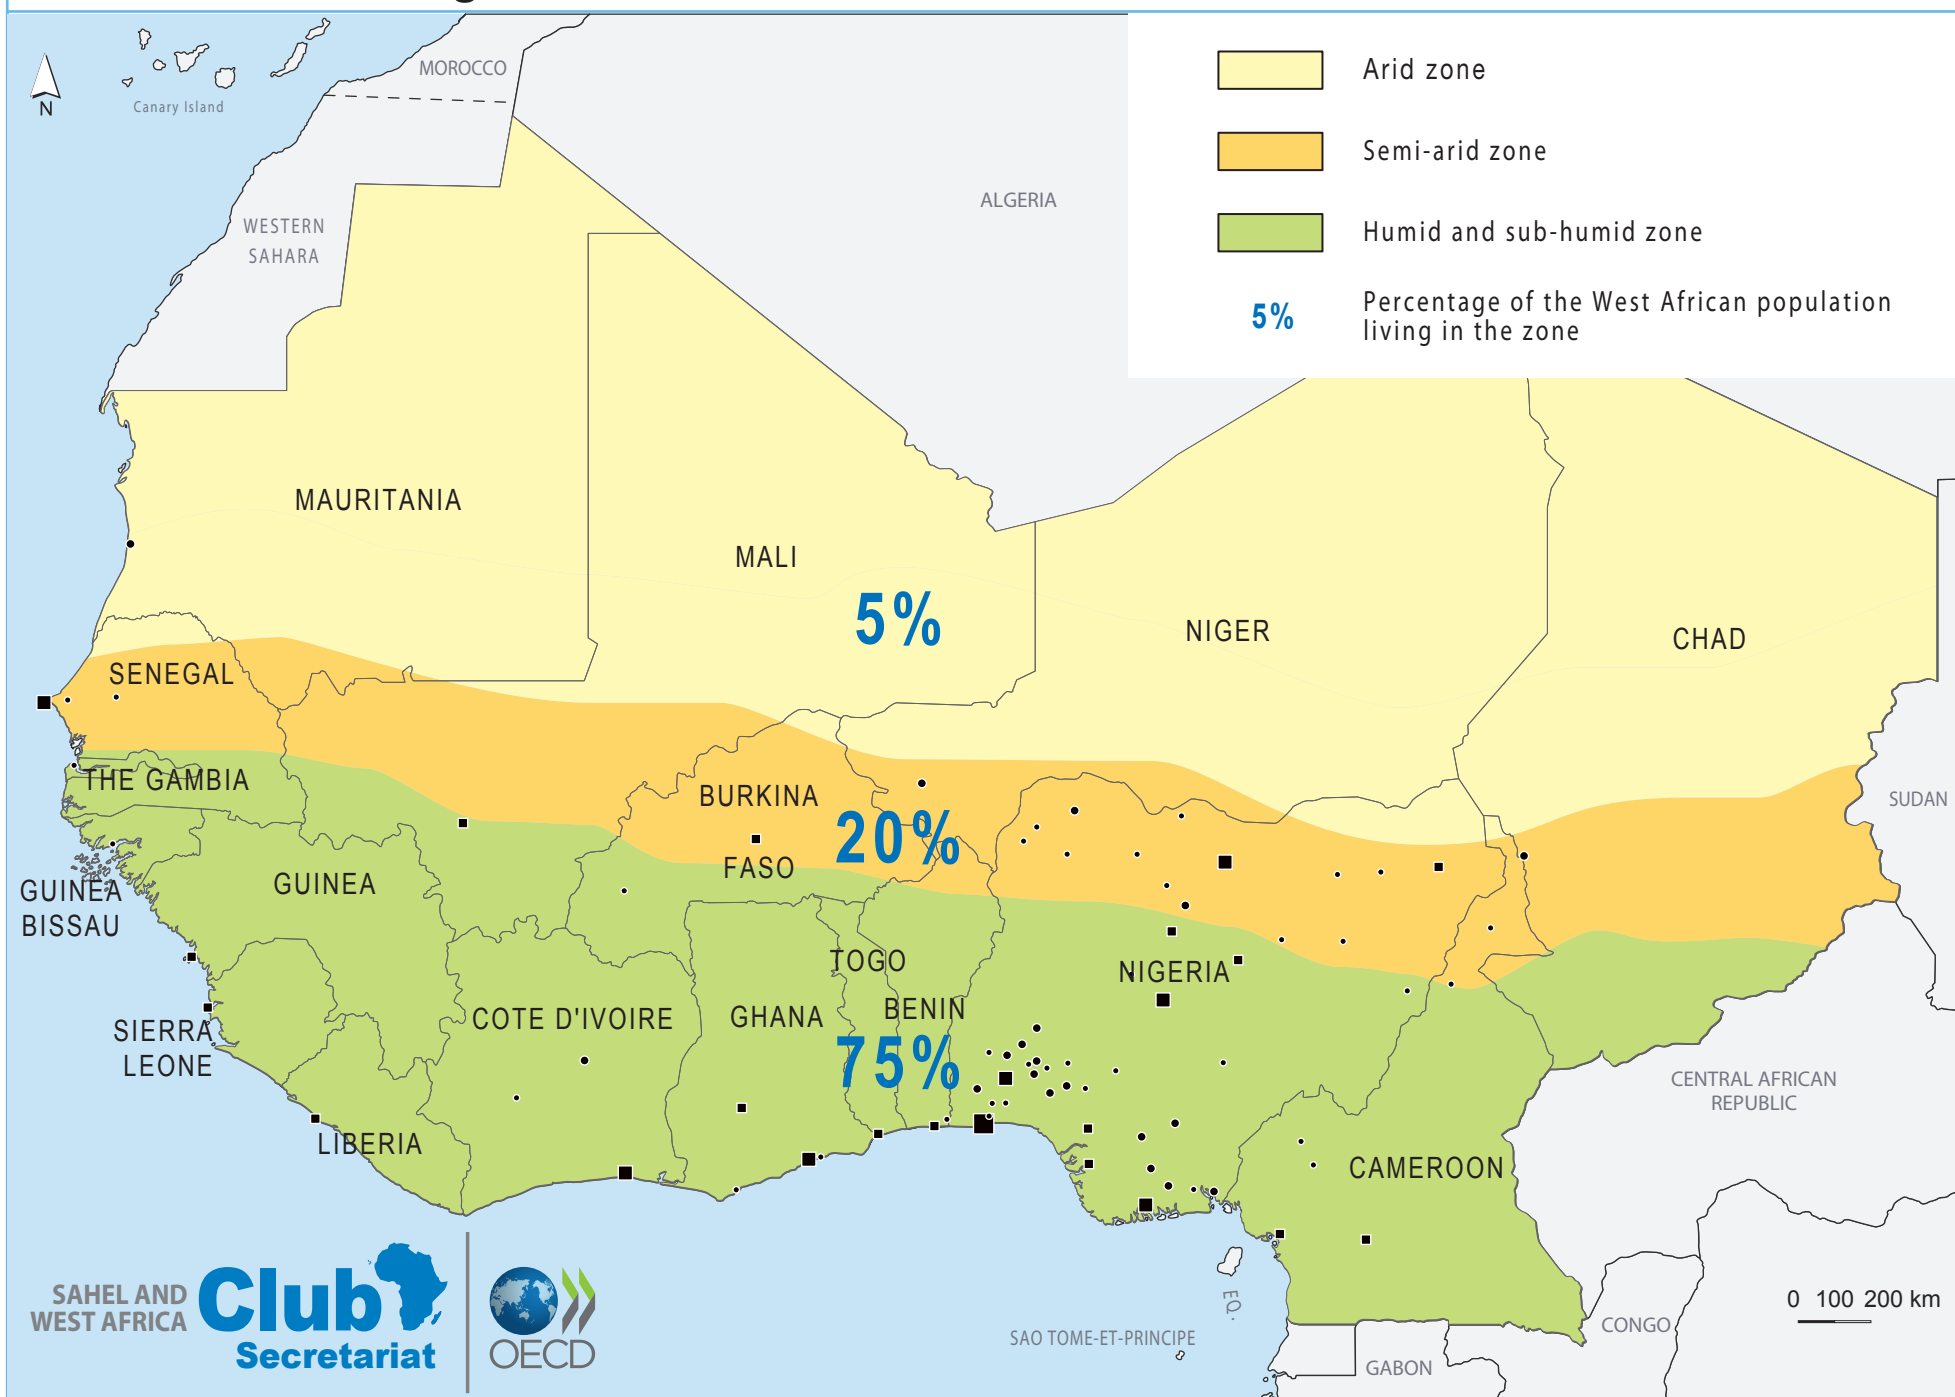 Arid zone
Semi-arid zone
Humid and sub-humid zone
5%
Percentage of the West African population
living in the zone
N
Canary Island
MOROCCO
WESTERN
SAHARA
ALGERIA
MAURITANIA
MALI
5%
NIGER
CHAD
SENEGAL
THE GAMBIA
BURKINA
FASO
20%
SUDAN
GUINEA
BISSAU
GUINEA
TOGO
NIGERIA
BENIN
COTE D'IVOIRE
GHANA
SIERRA
LEONE
75%
CENTRAL AFRICAN
REPUBLIC
LIBERIA
CAMEROON
SAHEL AND
WEST AFRICA
Club
Secretariat
OECD
EQ.
SAO TOME-ET-PRINCIPE
0 100 200 km
CONGO
GABON